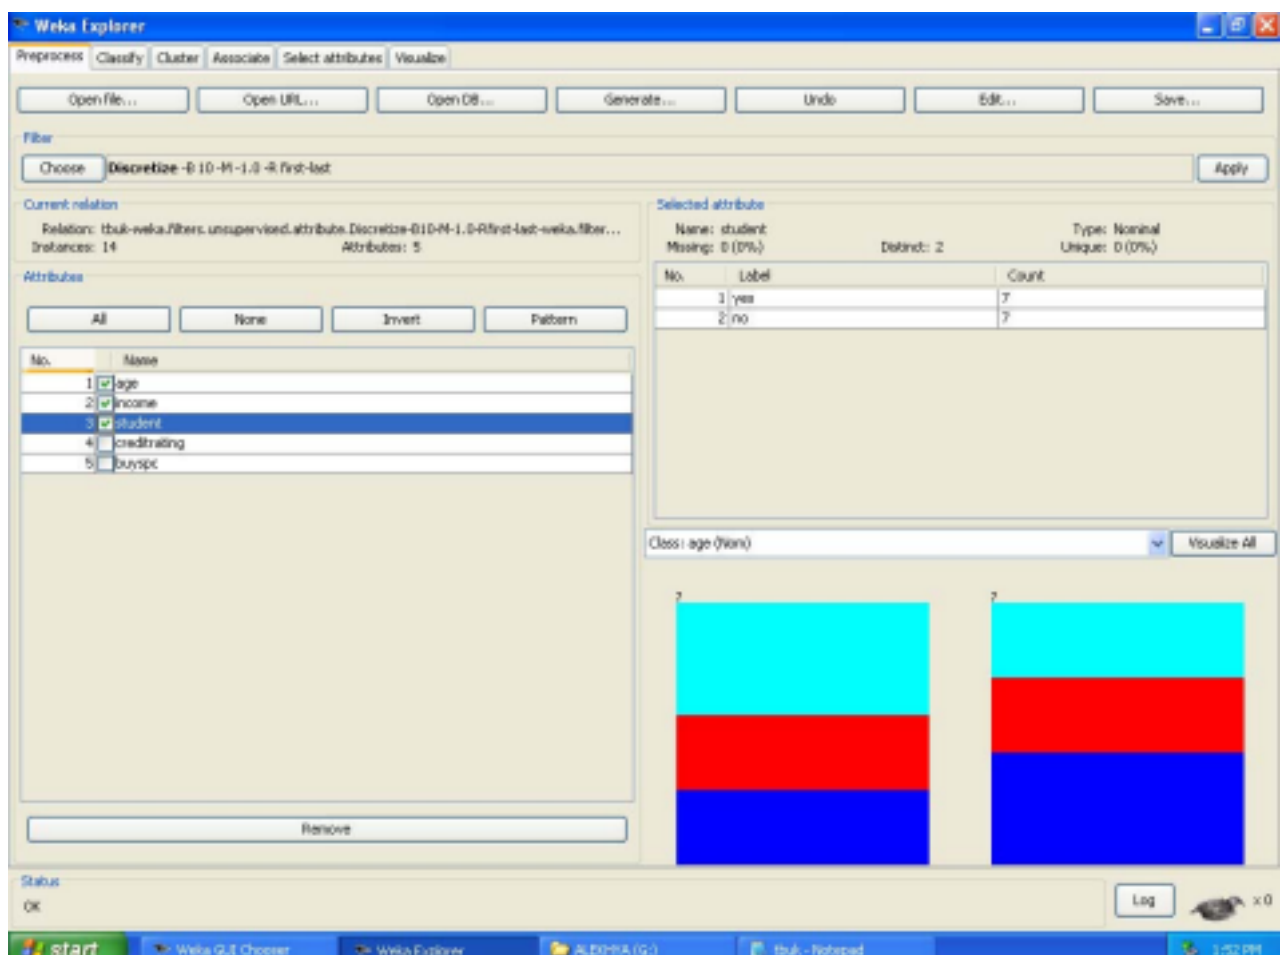 Weka Explorer
Preprocess Classify Cluster Associate Select attributes Visualize
Open file... Open URL... Open DB... Generate... Undo Edit... Save...
Filter
Choose Discretize -B 10 -M -1.0 -R first-last Apply
Current relation
Relation: tbuk-weka.filters.unsupervised.attribute.Discretize-B10-M-1.0-Rfirst-last-weka.filter...
Instances: 14 Attributes: 5
Selected attribute
Name: student Type: Nominal
Missing: 0 (0%) Distinct: 2 Unique: 0 (0%)
No. Label Count
1 yes 7
2 no 7
Attributes
All None Invert Pattern
No. Name
1 age
2 income
3 student
4 creditrating
5 buyspc
Remove
Class: age (Nom) Visualize All
7 7
Status
OK
Log x 0
start Weka GUI Chooser Weka Explorer ALEKHYA (G:) tbuk - Notepad 1:52 PM